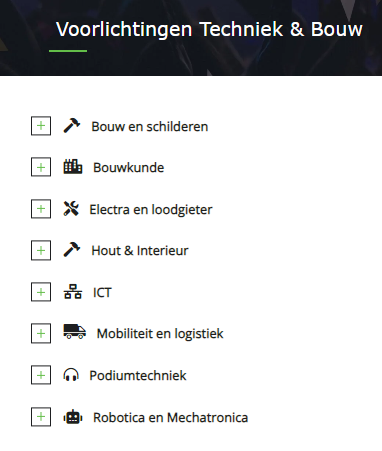 Voorlichtingen Techniek & Bouw
Bouw en schilderen
Bouwkunde
Electra en loodgieter
Hout & Interieur
ICT
Mobiliteit en logistiek
Podiumtechniek
Robotica en Mechatronica